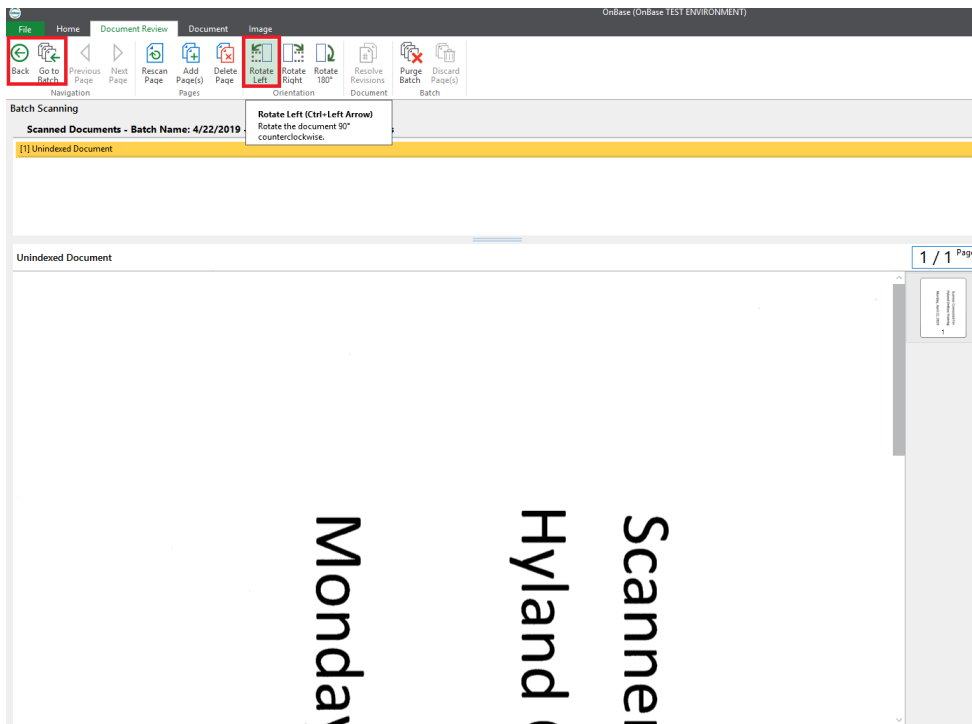 OnBase (OnBase TEST ENVIRONMENT)
File Home Document Review Document Image
Back Go to Batch Previous Page Next Page Rescan Page Add Page(s) Delete Page Rotate Left Rotate Right Rotate 180° Resolve Revisions Purge Batch Discard Page(s)
Navigation Pages Orientation Document Batch
Batch Scanning
Rotate Left (Ctrl+Left Arrow)
Rotate the document 90°
counterclockwise.
Scanned Documents - Batch Name: 4/22/2019 -
[1] Unindexed Document
Unindexed Document
1 / 1 Page
1
Scanner
Hyland
Monday